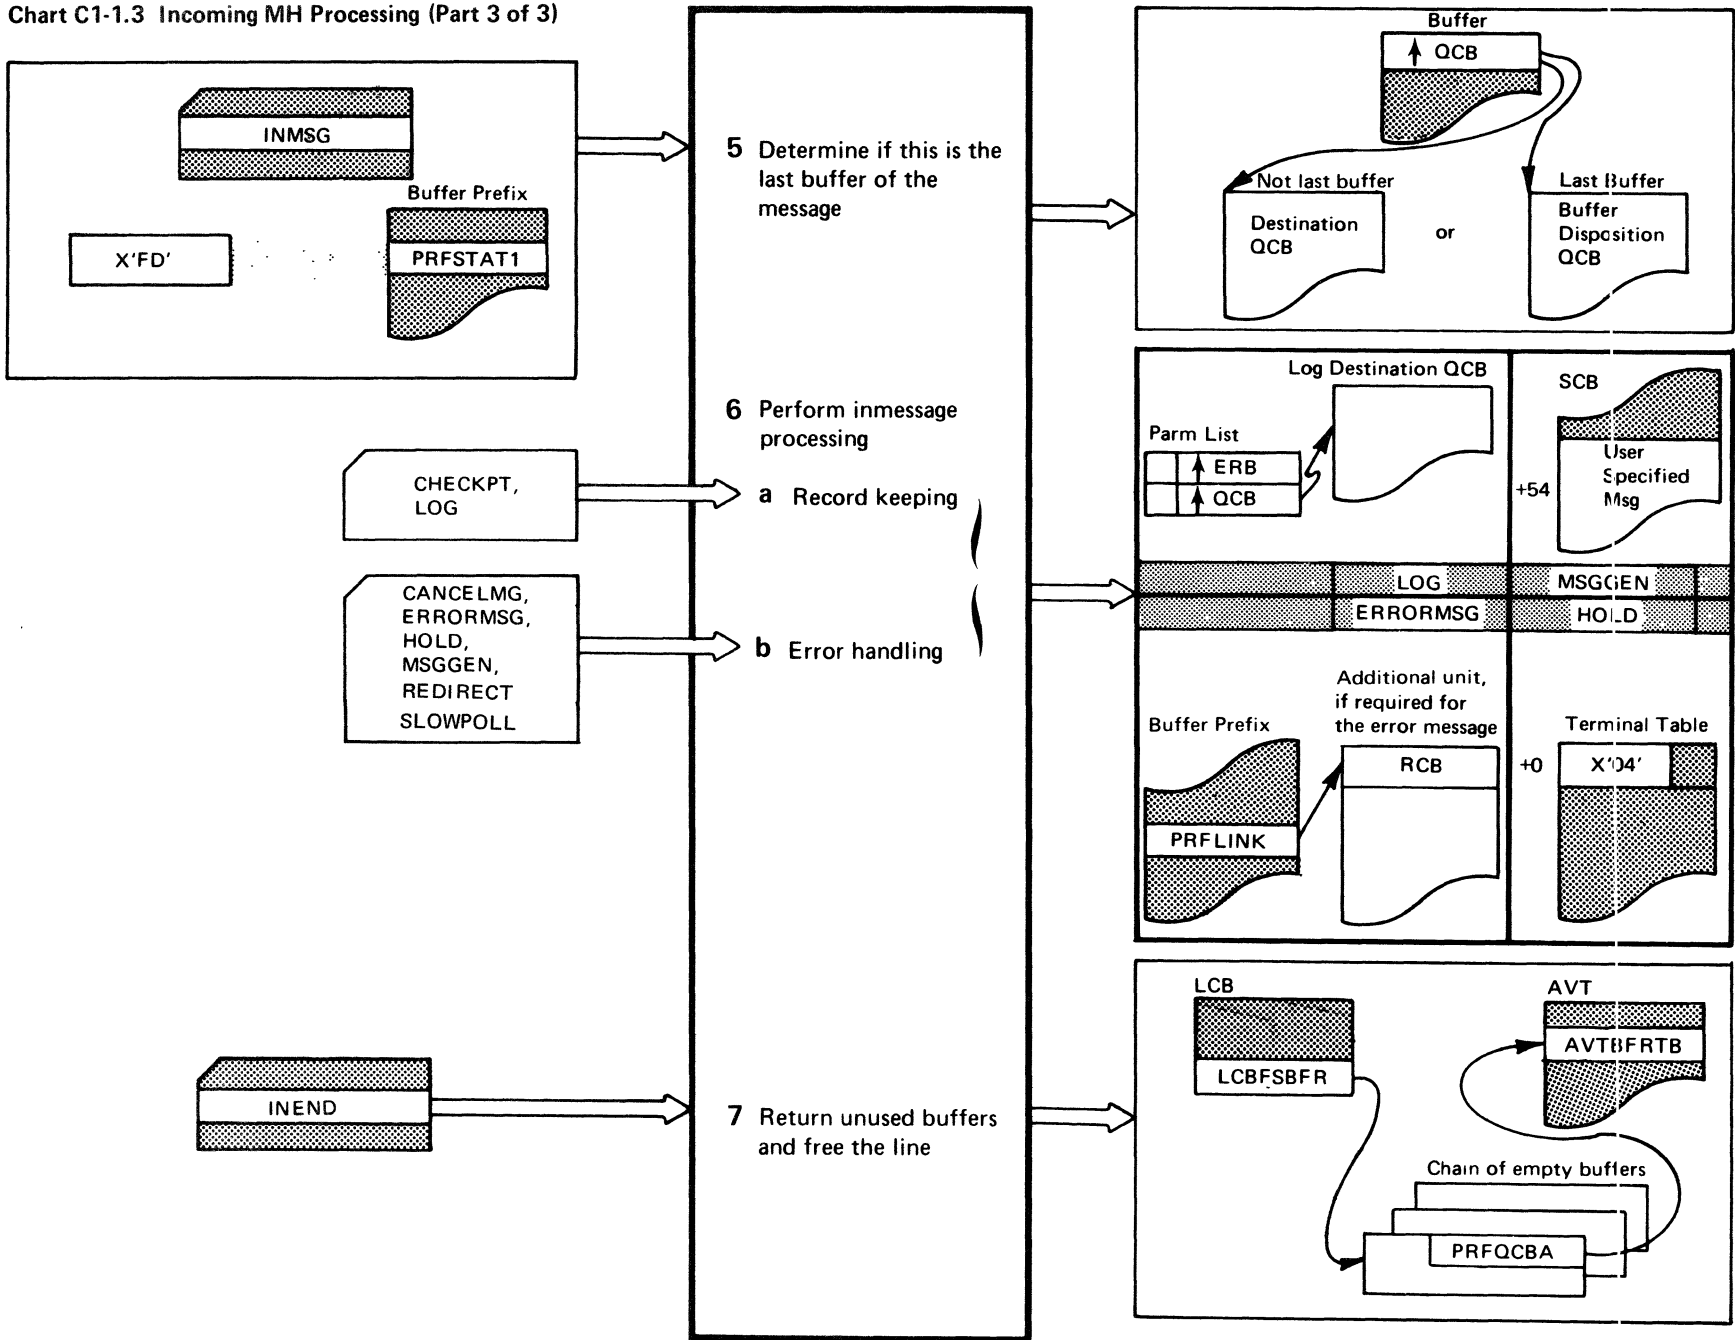 Chart C1-1.3 Incoming MH Processing (Part 3 of 3)
INMSG
Buffer Prefix
X'FD'
PRFSTAT1
5 Determine if this is the
last buffer of the
message
Buffer
QCB
Not last buffer
Destination
QCB
or
Last Buffer
Buffer
Disposition
QCB
6 Perform inmessage
processing
CHECKPT,
LOG
a Record keeping
CANCELMG,
ERRORMSG,
HOLD,
MSGGEN,
REDIRECT
SLOWPOLL
b Error handling
Log Destination QCB
Parm List
ERB
QCB
SCB
+54
User
Specified
Msg
LOG
MSGGEN
ERRORMSG
HOLD
Buffer Prefix
PRFLINK
Additional unit,
if required for
the error message
RCB
Terminal Table
+0
X'04'
INEND
7 Return unused buffers
and free the line
LCB
LCBFSBFR
AVT
AVTBFRTB
Chain of empty buffers
PRFQCBA